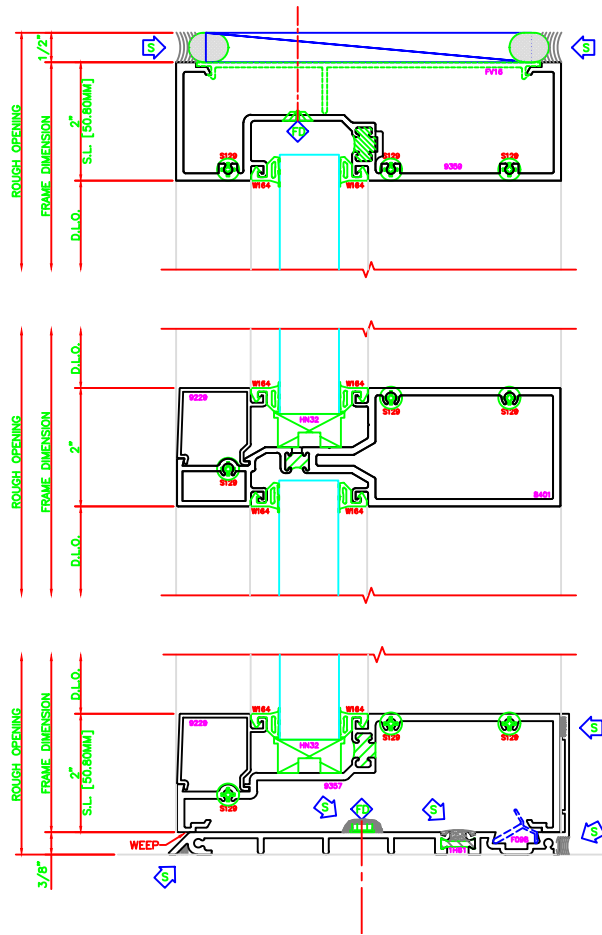 S
S
1/2"
FV16
2"
S.L. [50.80MM]
FRAME DIMENSION
ROUGH OPENING
D.L.O.
FD
S129
S129
S129
9359
W164
W164
D.L.O.
2"
D.L.O.
FRAME DIMENSION
ROUGH OPENING
9229
W164
W164
HN32
S129
S129
S129
8401
W164
W164
D.L.O.
2"
S.L. [50.80MM]
FRAME DIMENSION
ROUGH OPENING
9229
W164
W164
HN32
S129
S129
S129
9357
S
S
FD
S
S
WEEP
S
3/8"